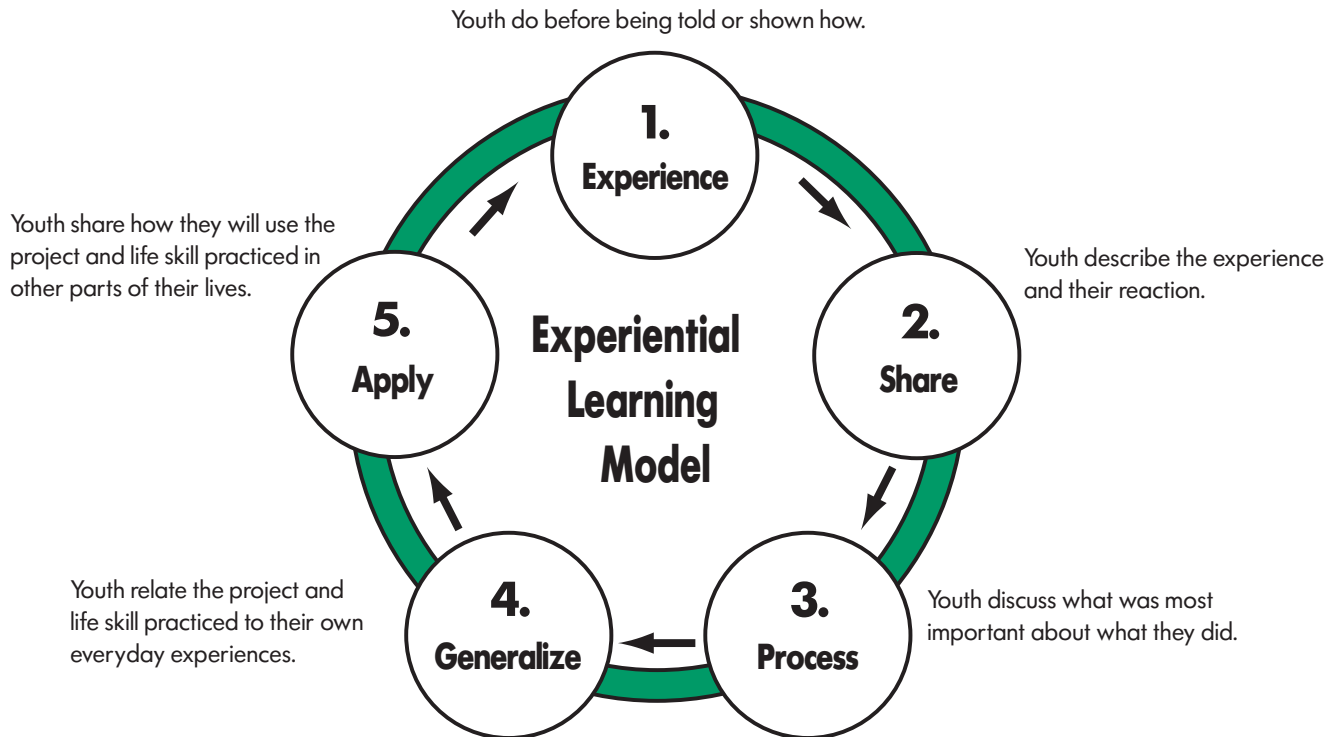 Youth do before being told or shown how.
1.
Experience
Youth describe the experience
and their reaction.
2.
Share
Youth discuss what was most
important about what they did.
3.
Process
Youth relate the project and
life skill practiced to their own
everyday experiences.
4.
Generalize
Youth share how they will use the
project and life skill practiced in
other parts of their lives.
5.
Apply
Experiential
Learning
Model